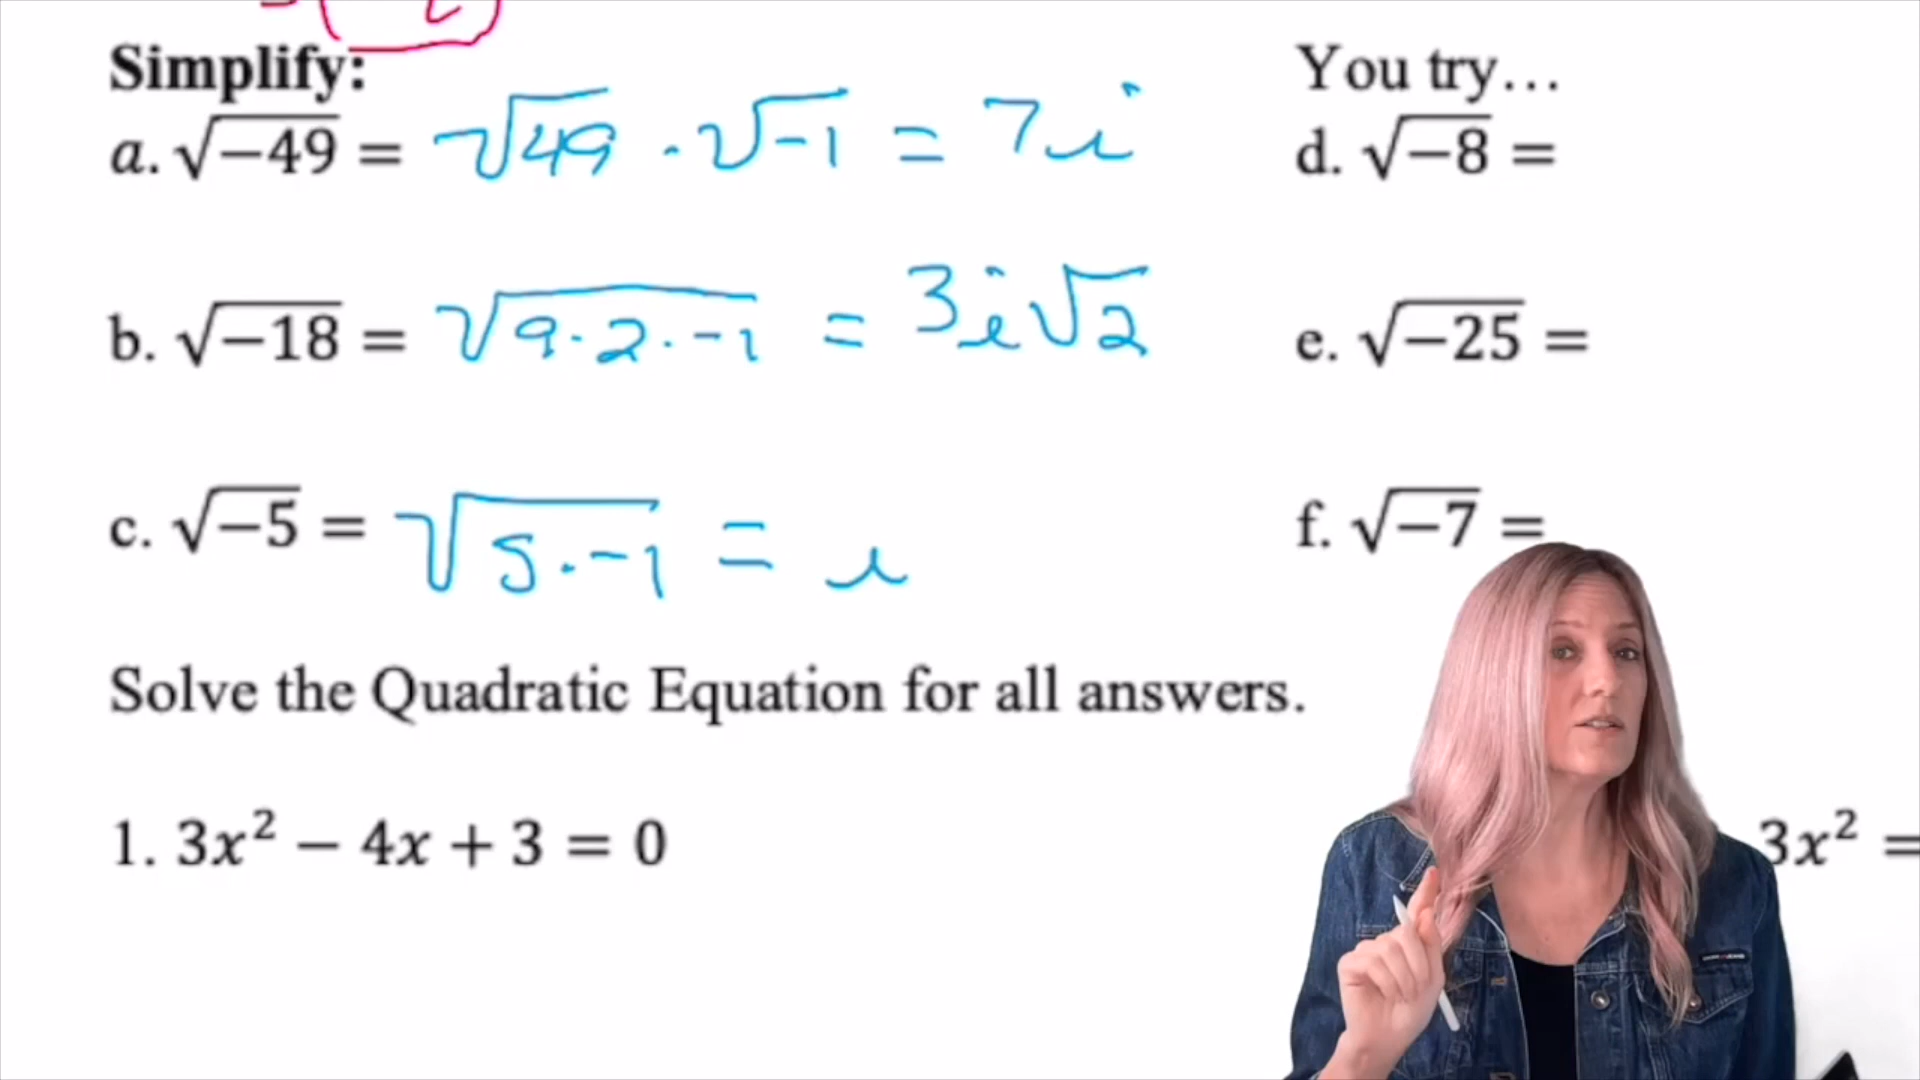 Simplify:
a. √−49 = √49 · √-1 = 7i
b. √−18 = √9·2·-1 = 3i√2
c. √−5 = √5·-1 = i
You try…
d. √−8 =
e. √−25 =
f. √−7 =
Solve the Quadratic Equation for all answers.
1. 3x² − 4x + 3 = 0
3x² =